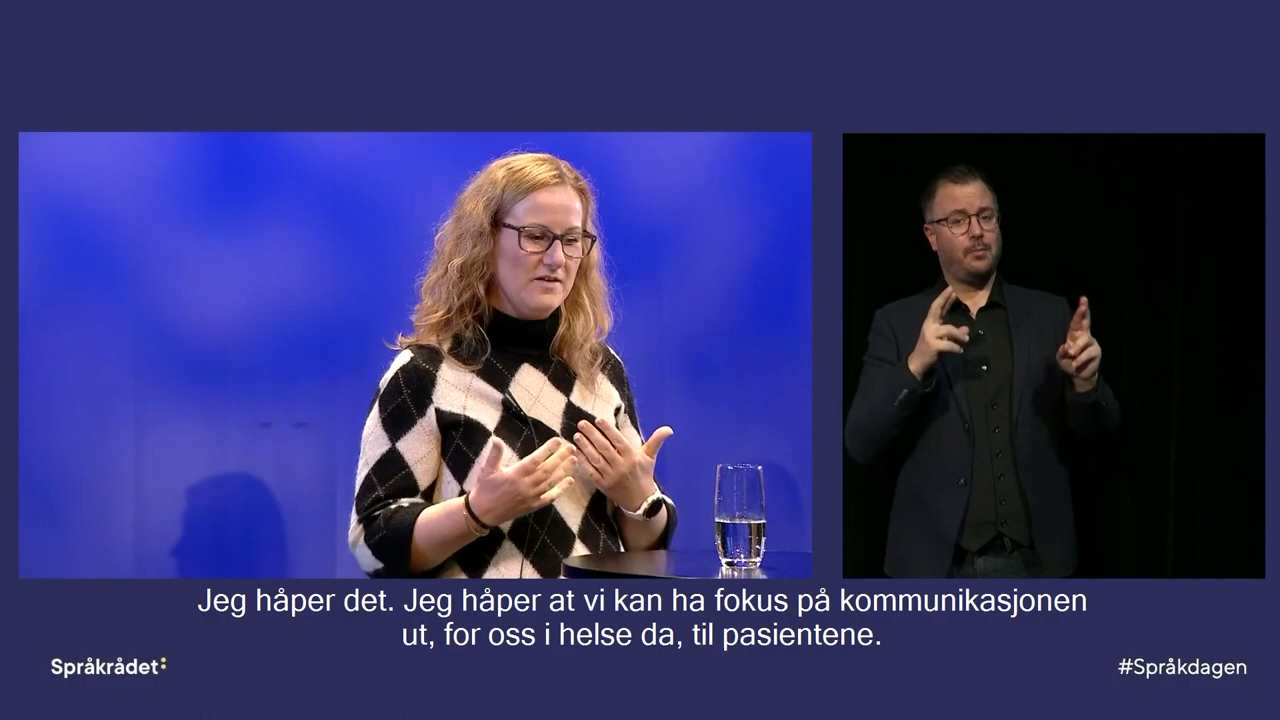 Jeg håper det. Jeg håper at vi kan ha fokus på kommunikasjonen
ut, for oss i helse da, til pasientene.
Språkrådet:
#Språkdagen